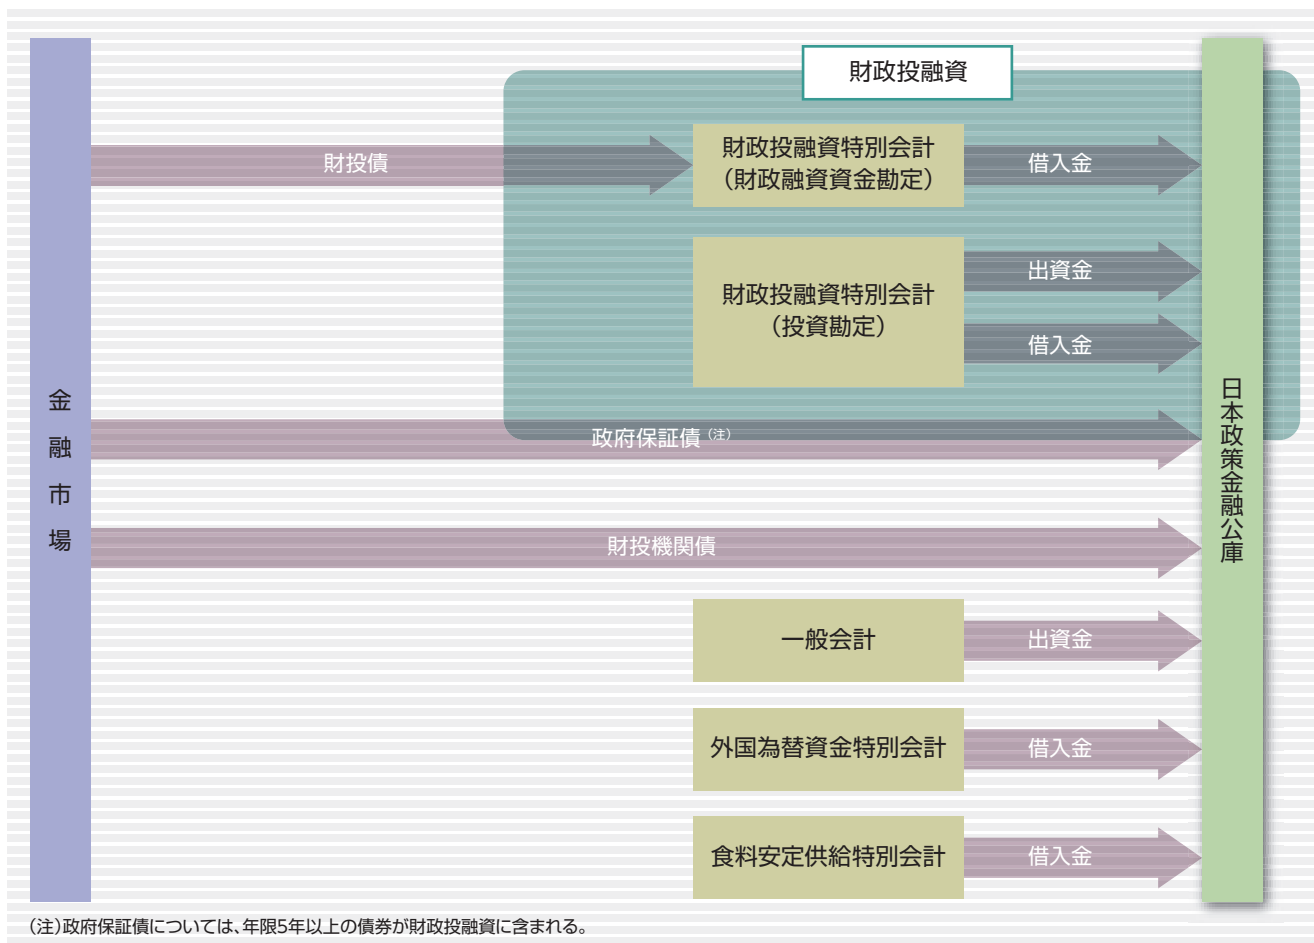 財政投融資
金融市場
財投債
財政投融資特別会計
（財政融資資金勘定）
借入金
財政投融資特別会計
（投資勘定）
出資金
借入金
政府保証債（注）
財投機関債
一般会計
出資金
外国為替資金特別会計
借入金
食料安定供給特別会計
借入金
日本政策金融公庫
（注）政府保証債については、年限5年以上の債券が財政投融資に含まれる。